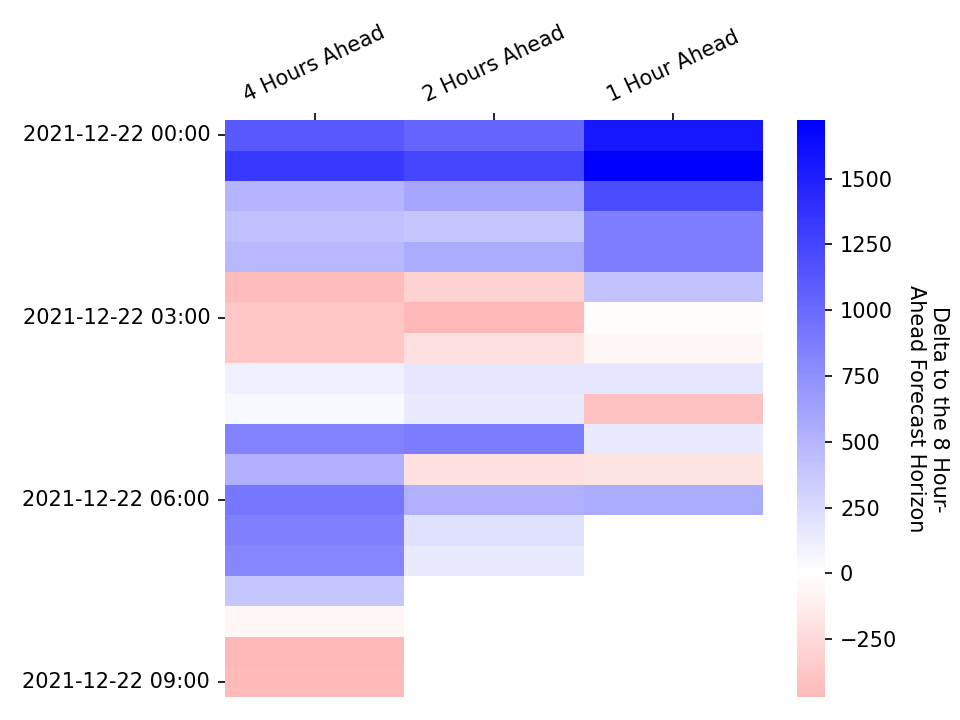 4 Hours Ahead
2 Hours Ahead
1 Hour Ahead
2021-12-22 00:00
2021-12-22 03:00
2021-12-22 06:00
2021-12-22 09:00
1500
1250
1000
750
500
250
0
−250
Delta to the 8 Hour-
Ahead Forecast Horizon